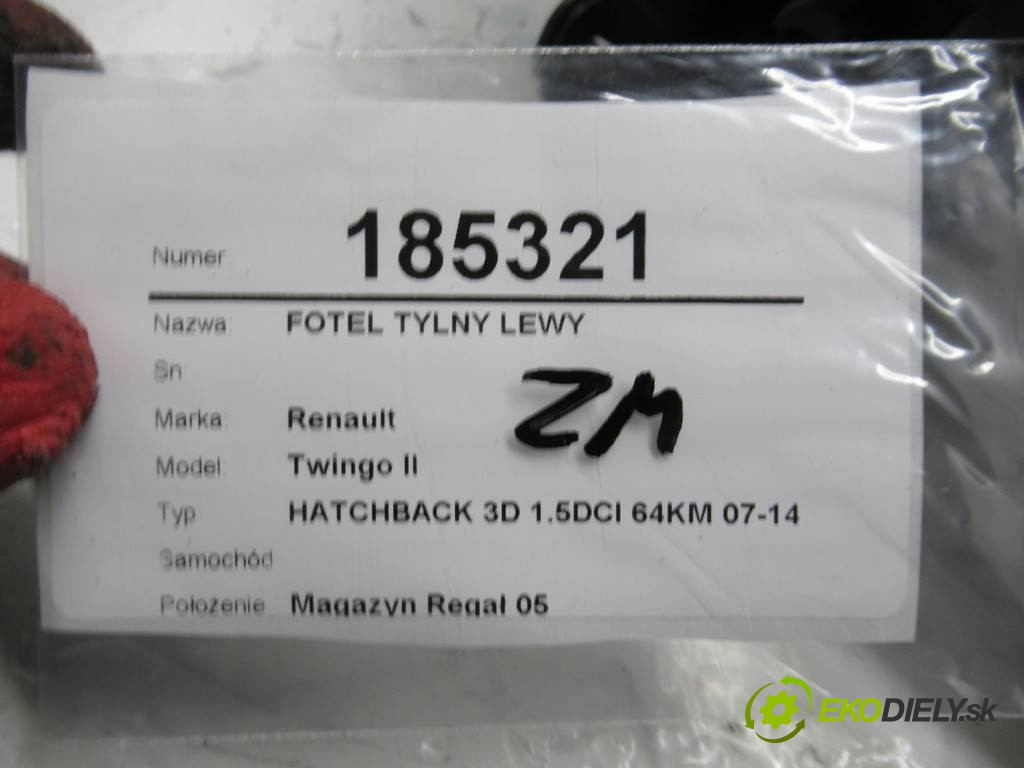 Numer 185321
Nazwa: FOTEL TYLNY LEWY
Sn
Marka: Renault
ZM
Model: Twingo II
Typ HATCHBACK 3D 1.5DCI 64KM 07-14
Samochód
Położenie: Magazyn Regał 05
EKODIELY.sk